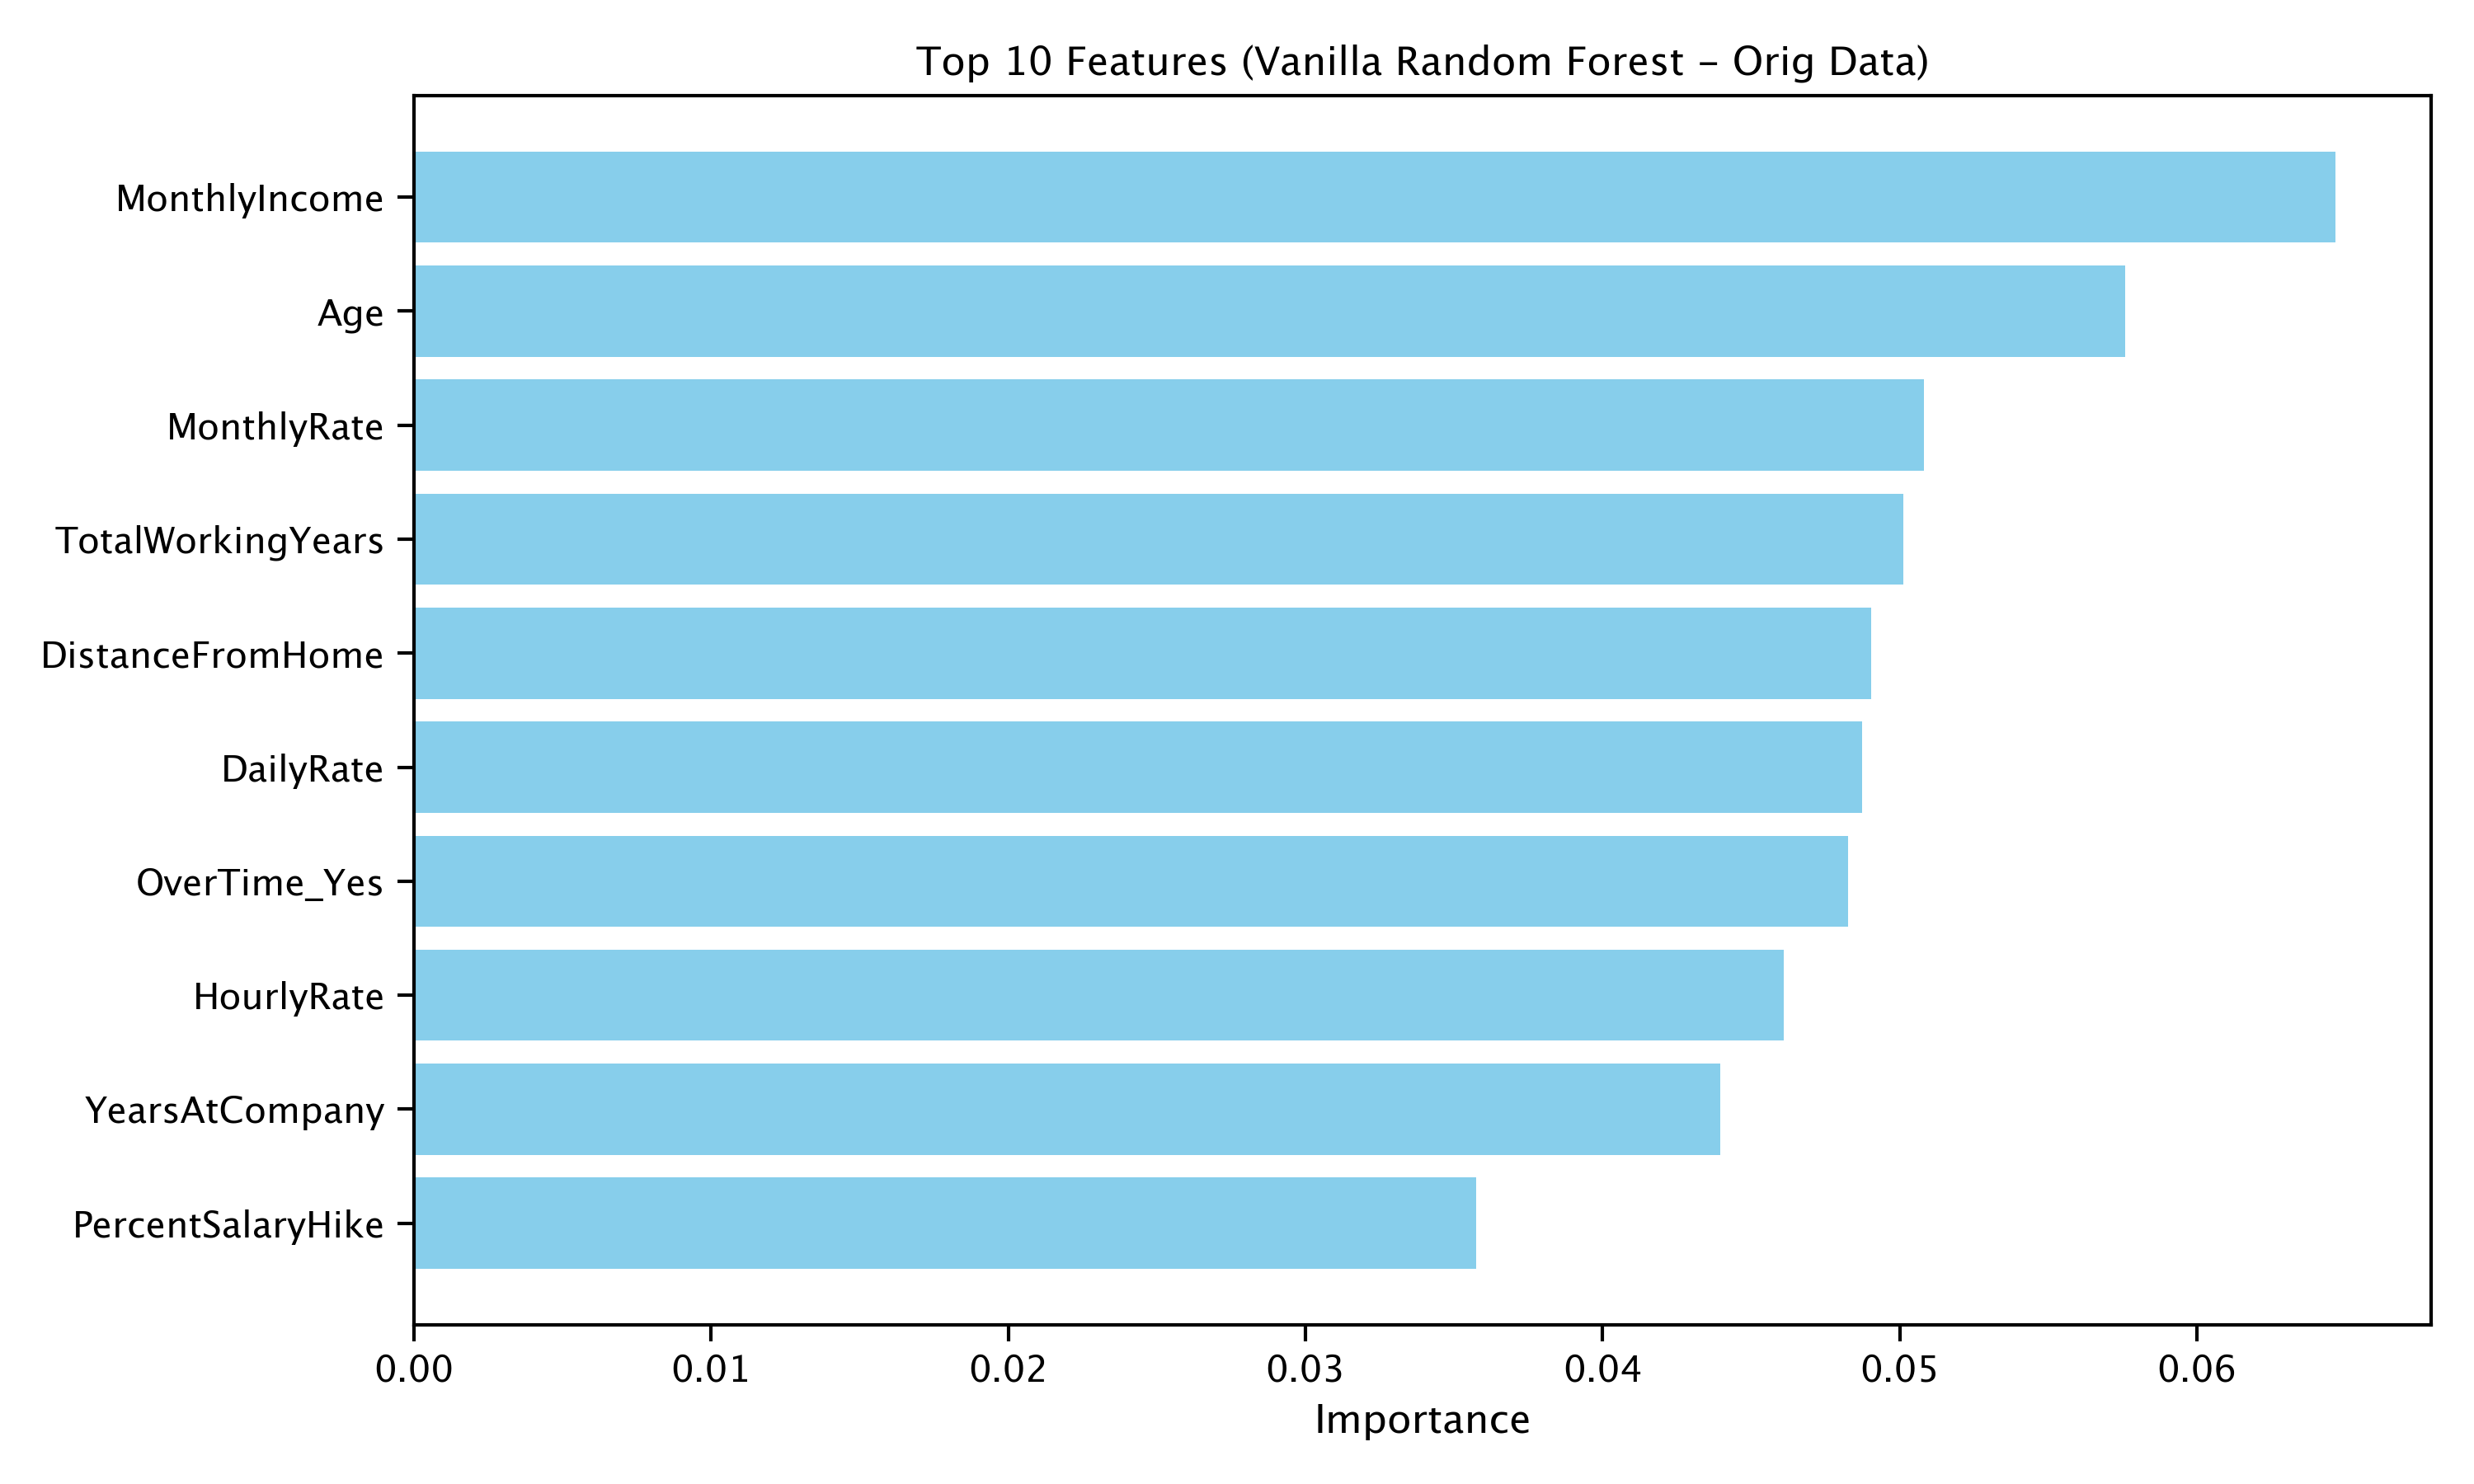 Top 10 Features (Vanilla Random Forest - Orig Data)
MonthlyIncome
Age
MonthlyRate
TotalWorkingYears
DistanceFromHome
DailyRate
OverTime_Yes
HourlyRate
YearsAtCompany
PercentSalaryHike
0.00 0.01 0.02 0.03 0.04 0.05 0.06
Importance